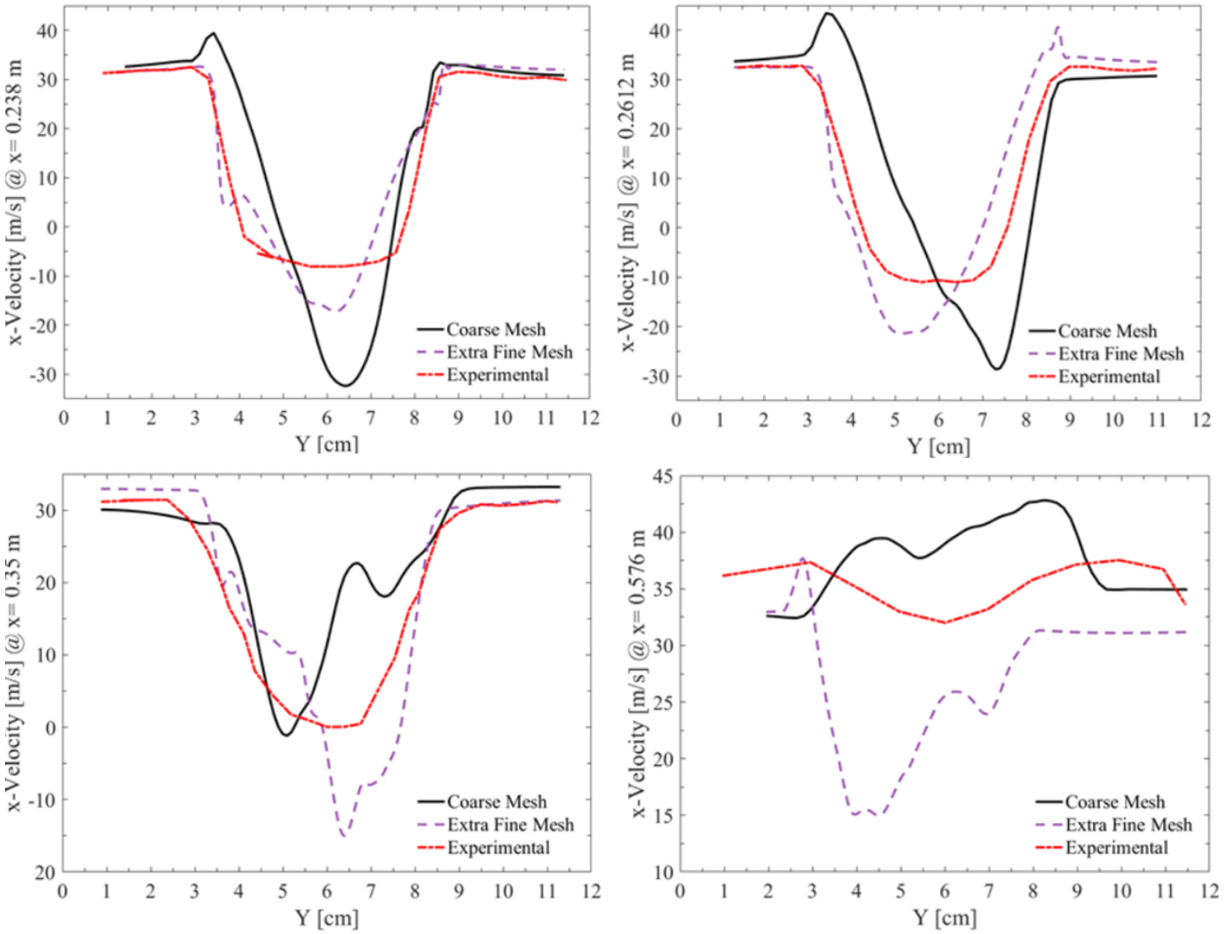 x-Velocity [m/s] @ x= 0.238 m
40
30
20
10
0
-10
-20
-30
Coarse Mesh
Extra Fine Mesh
Experimental
0 1 2 3 4 5 6 7 8 9 10 11 12
Y [cm]
x-Velocity [m/s] @ x= 0.2612 m
40
30
20
10
0
-10
-20
-30
Coarse Mesh
Extra Fine Mesh
Experimental
0 1 2 3 4 5 6 7 8 9 10 11 12
Y [cm]
x-Velocity [m/s] @ x= 0.35 m
30
20
10
0
-10
20
Coarse Mesh
Extra Fine Mesh
Experimental
0 1 2 3 4 5 6 7 8 9 10 11 12
Y [cm]
x-Velocity [m/s] @ x= 0.576 m
45
40
35
30
25
20
15
10
Coarse Mesh
Extra Fine Mesh
Experimental
0 1 2 3 4 5 6 7 8 9 10 11 12
Y [cm]